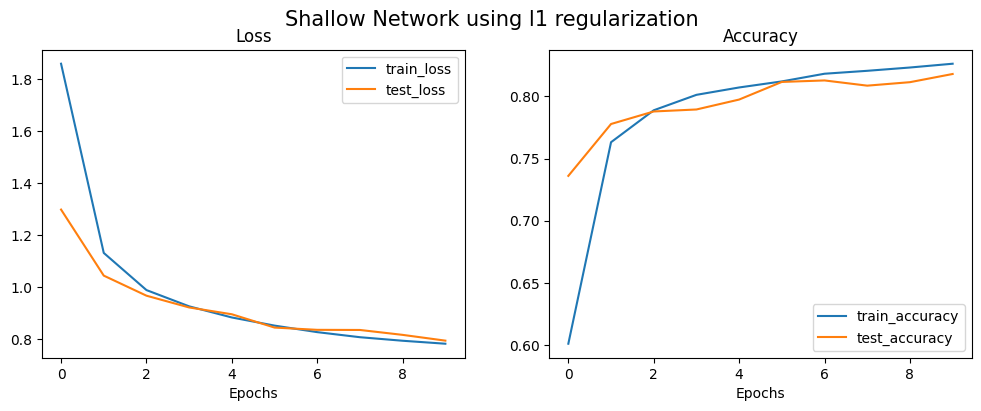 Shallow Network using l1 regularization
Loss
1.8
1.6
1.4
1.2
1.0
0.8
0
2
4
6
8
Epochs
train_loss
test_loss
Accuracy
0.80
0.75
0.70
0.65
0.60
0
2
4
6
8
Epochs
train_accuracy
test_accuracy